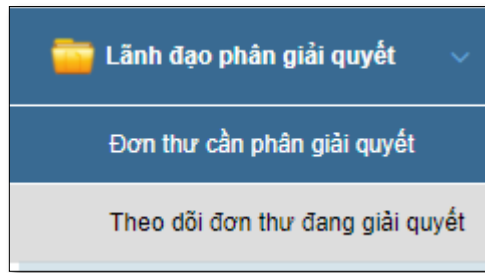 Lãnh đạo phân giải quyết
Đơn thư cần phân giải quyết
Theo dõi đơn thư đang giải quyết